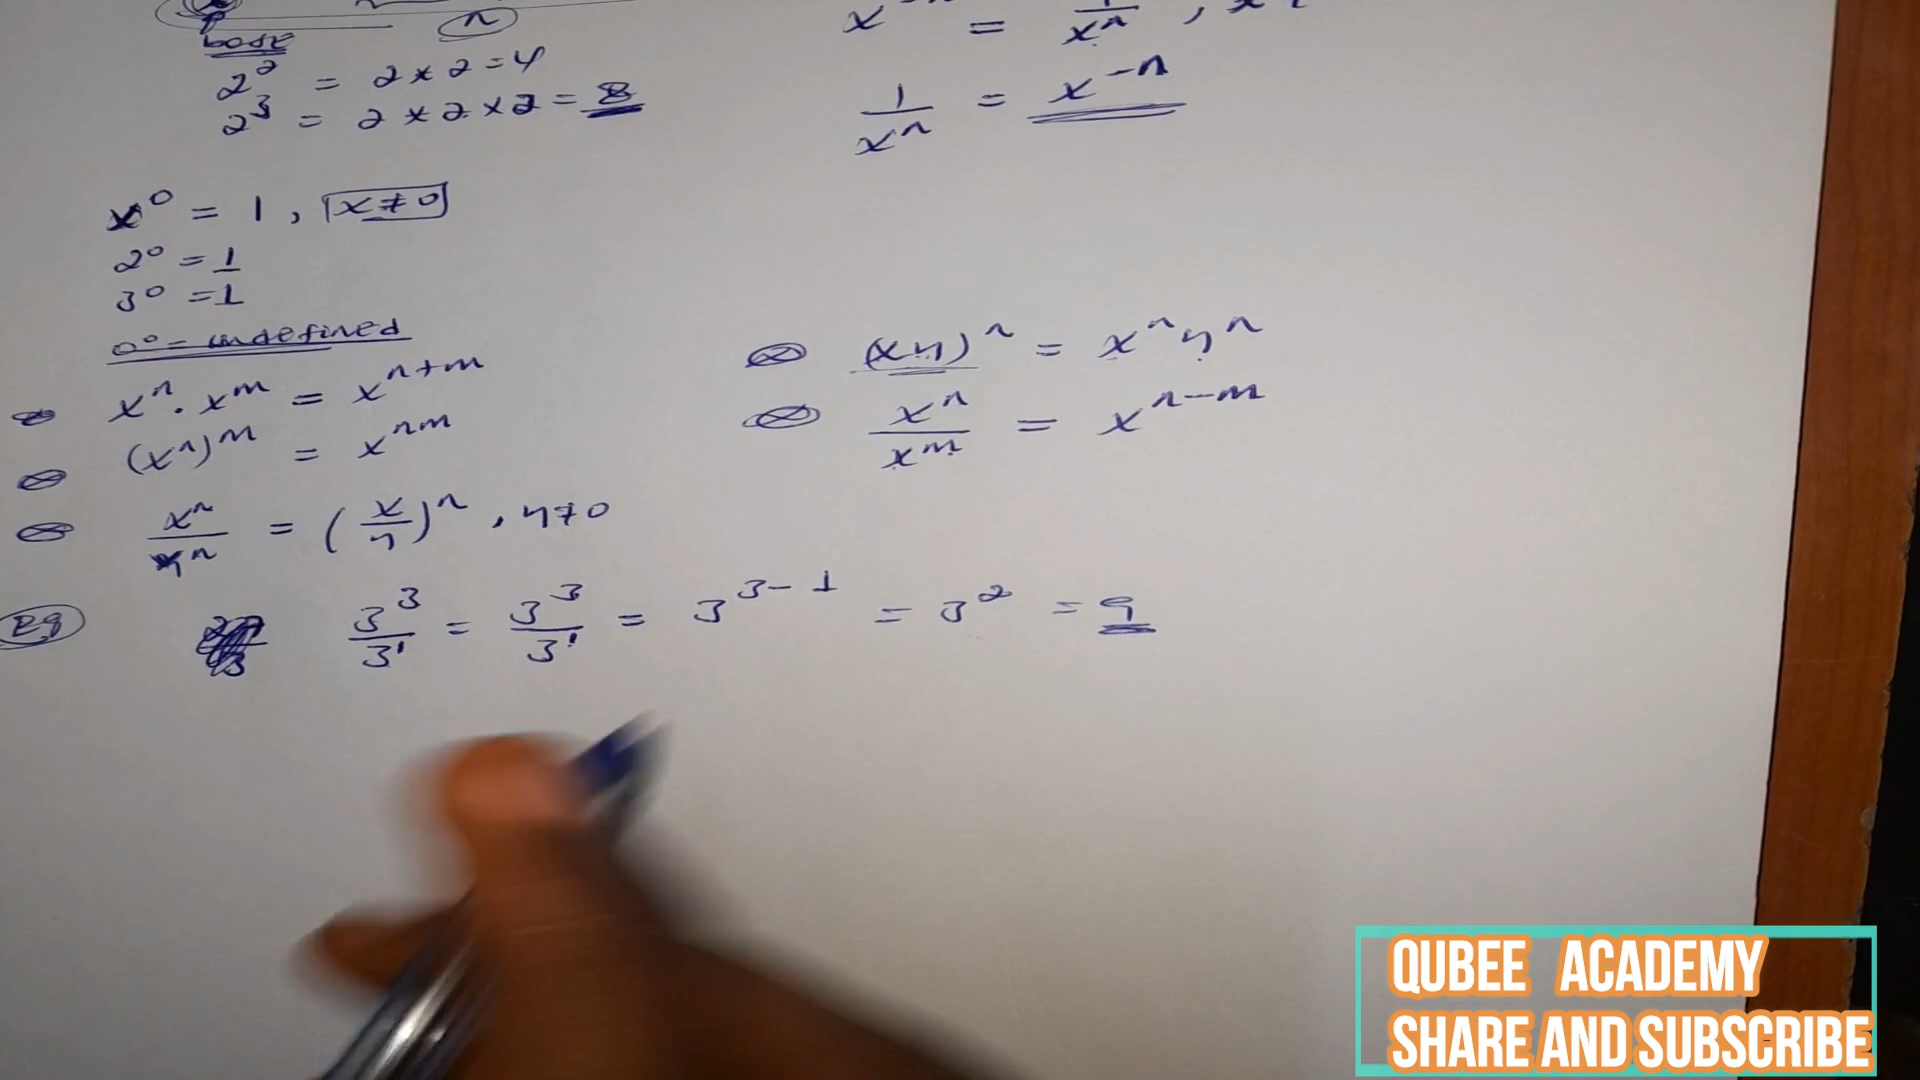 n
base
2² = 2 × 2 = 4
2³ = 2 × 2 × 2 = 8
x⁰ = 1, x≠0
2⁰ = 1
3⁰ = 1
0⁰ = undefined
xⁿ · xᵐ = xⁿ⁺ᵐ
(xⁿ)ᵐ = xⁿᵐ
xⁿ/yⁿ = (x/y)ⁿ, y≠0
= 1/xⁿ,
1/xⁿ = x⁻ⁿ
(xy)ⁿ = xⁿyⁿ
xⁿ/xᵐ = xⁿ⁻ᵐ
Eg 3³/3¹ = 3³/3¹ = 3³⁻¹ = 3² = 9
QUBEE ACADEMY
SHARE AND SUBSCRIBE